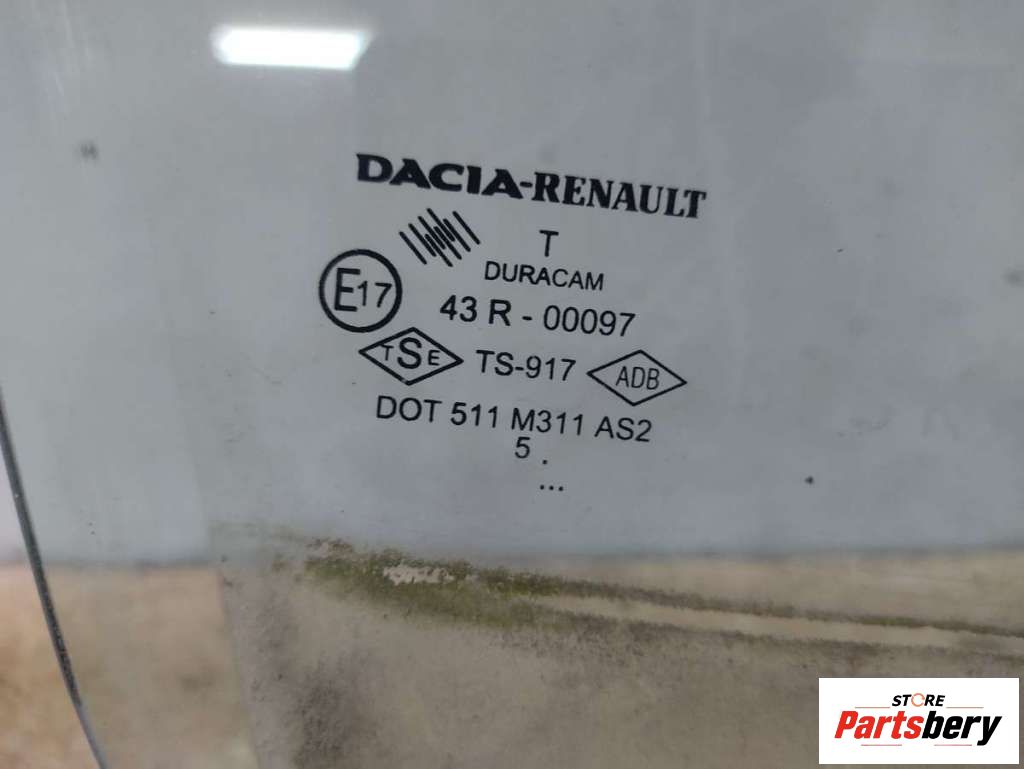 DACIA-RENAULT
T
DURACAM
E17
43 R - 00097
TSE TS-917 ADB
DOT 511 M311 AS2
5 .
...
STORE
Partsbery